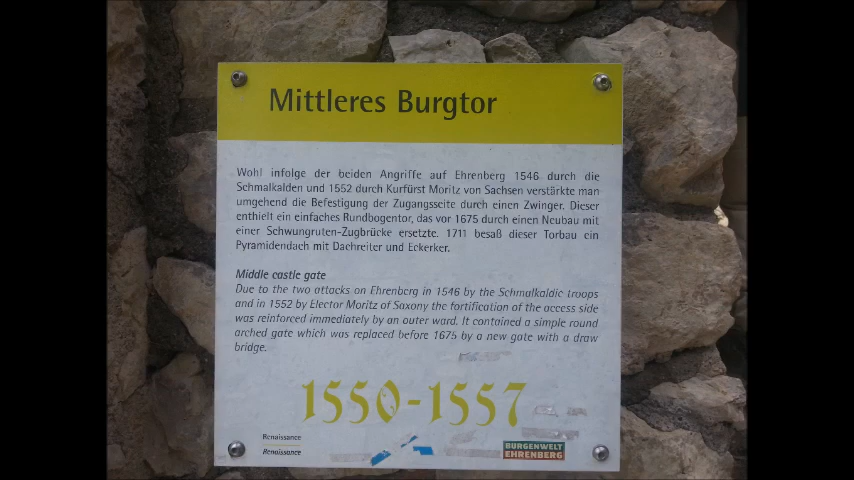 Mittleres Burgtor
Wohl infolge der beiden Angriffe auf Ehrenberg 1546 durch die
Schmalkalden und 1552 durch Kurfürst Moritz von Sachsen verstärkte man
umgehend die Befestigung der Zugangsseite durch einen Zwinger. Dieser
enthielt ein einfaches Rundbogentor, das vor 1675 durch einen Neubau mit
einer Schwungruten-Zugbrücke ersetzte. 1711 besaß dieser Torbau ein
Pyramidendach mit Dachreiter und Eckerker.
Middle castle gate
Due to the two attacks on Ehrenberg in 1546 by the Schmalkaldic troops
and in 1552 by Elector Moritz of Saxony the fortification of the access side
was reinforced immediately by an outer ward. It contained a simple round
arched gate which was replaced before 1675 by a new gate with a draw
bridge.
1550-1557
Renaissance
Renaissance
BURGENWELT
EHRENBERG